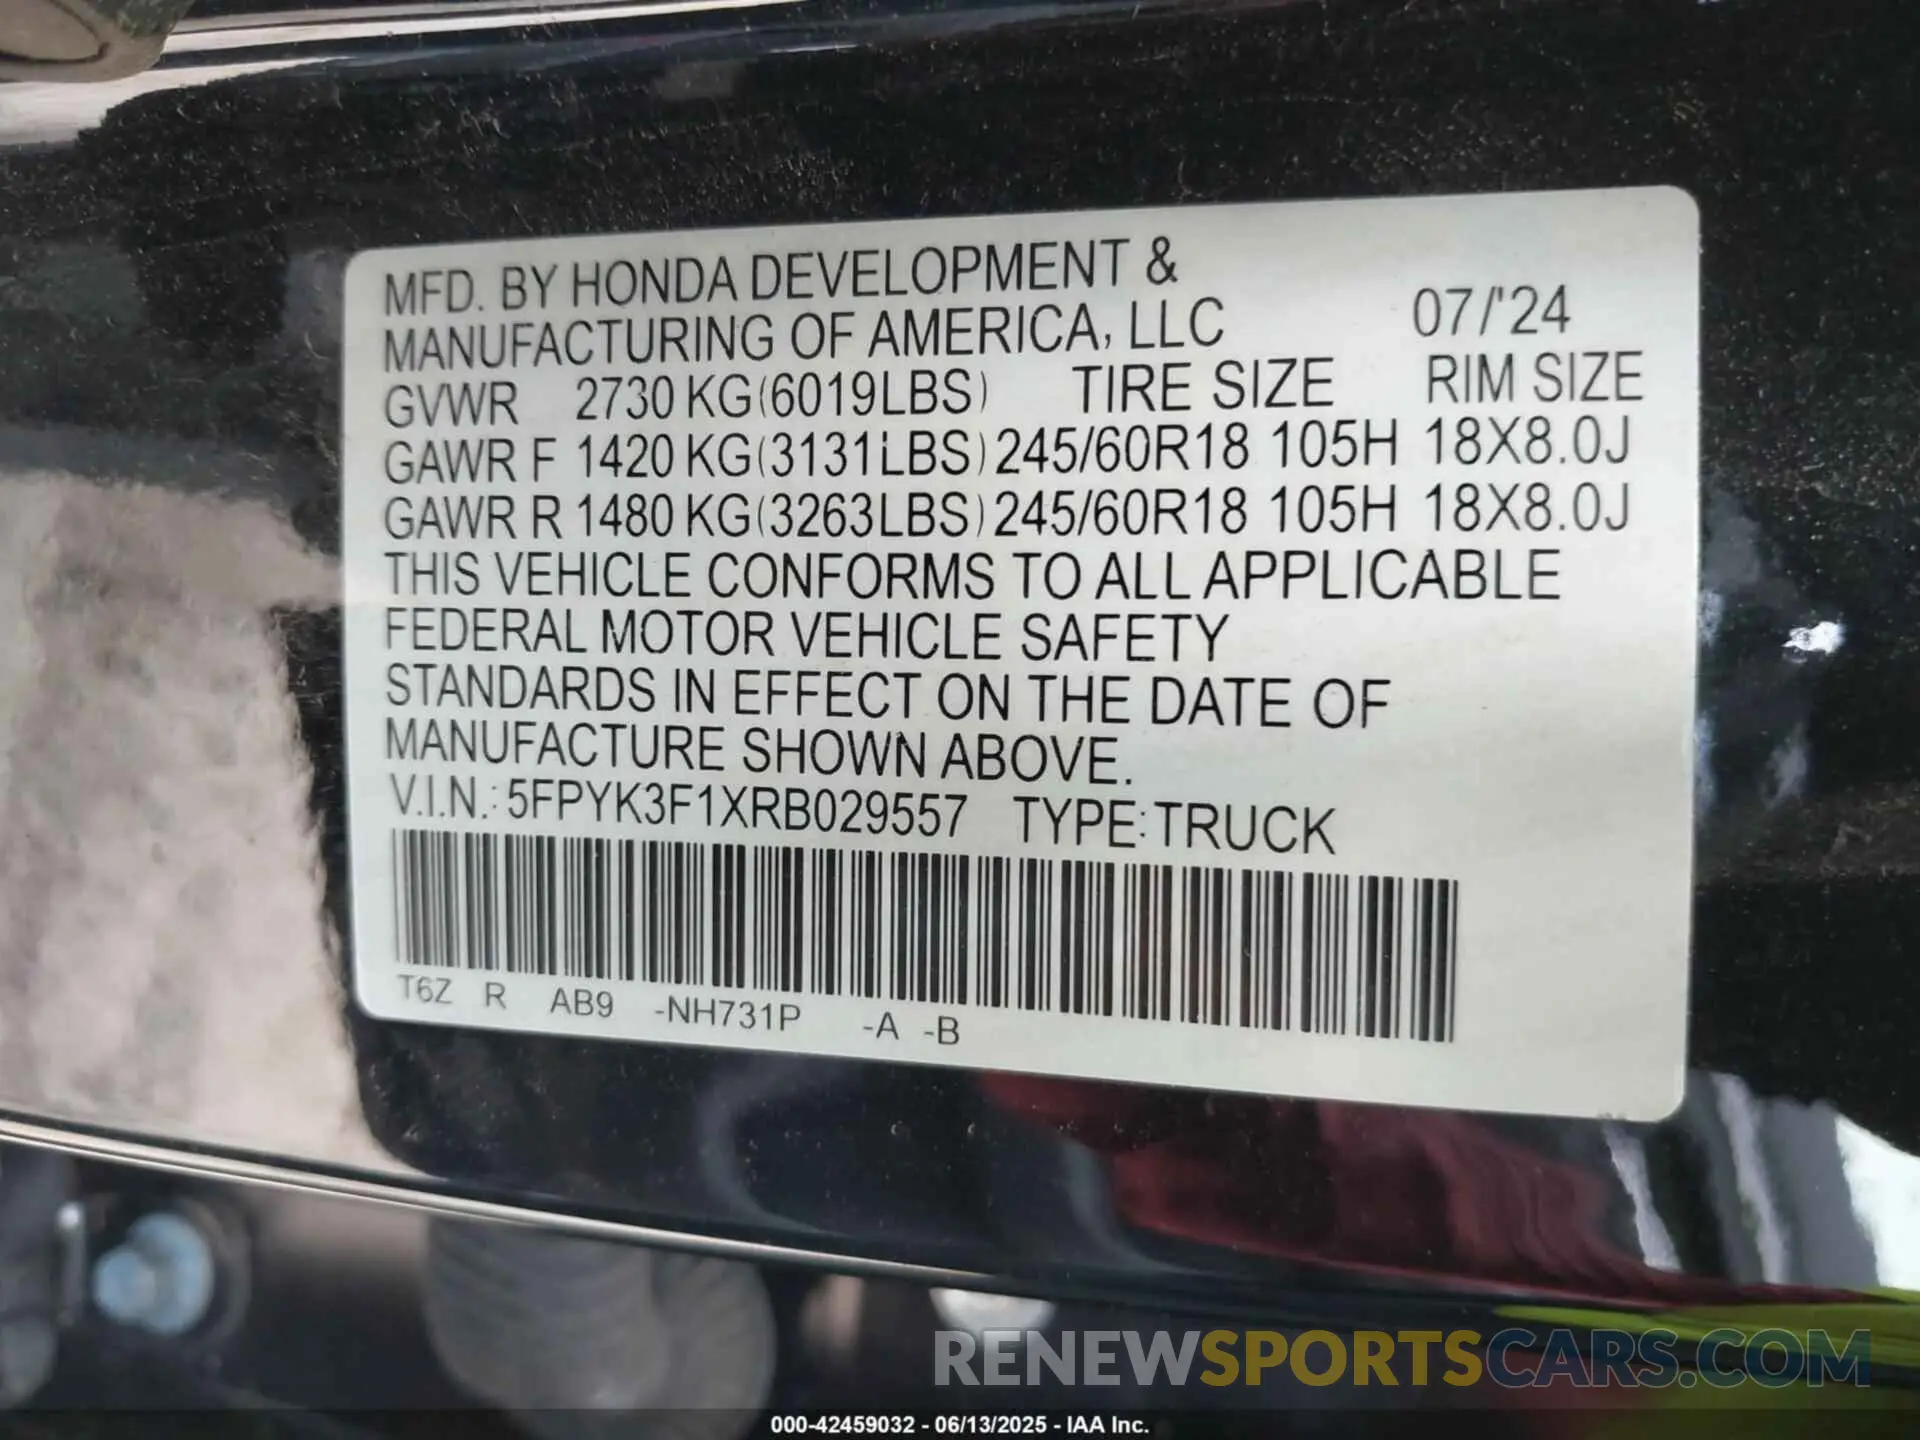 MFD. BY HONDA DEVELOPMENT &
MANUFACTURING OF AMERICA, LLC 07/'24
GVWR 2730 KG(6019LBS) TIRE SIZE RIM SIZE
GAWR F 1420 KG(3131LBS) 245/60R18 105H 18X8.0J
GAWR R 1480 KG(3263LBS) 245/60R18 105H 18X8.0J
THIS VEHICLE CONFORMS TO ALL APPLICABLE
FEDERAL MOTOR VEHICLE SAFETY
STANDARDS IN EFFECT ON THE DATE OF
MANUFACTURE SHOWN ABOVE.
V.I.N.: 5FPYK3F1XRB029557 TYPE: TRUCK
T6Z R AB9 -NH731P -A -B
RENEWSPORTSCARS.COM
000-42459032 - 06/13/2025 - IAA Inc.